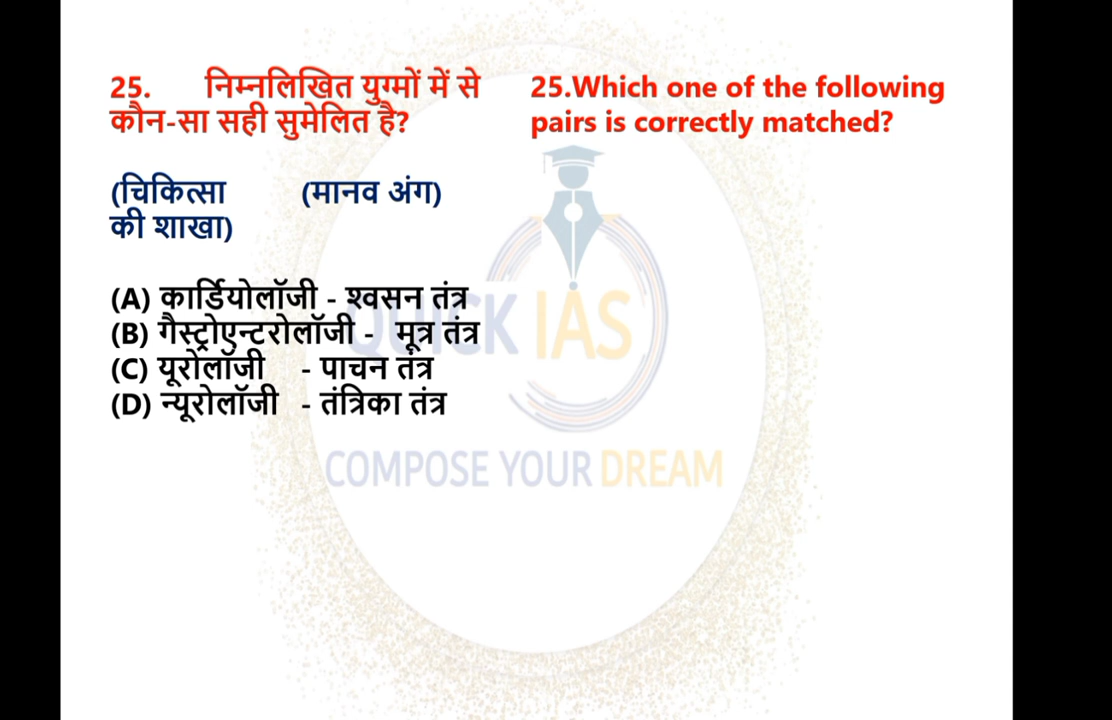 25. निम्नलिखित युग्मों में से
कौन-सा सही सुमेलित है?
(चिकित्सा (मानव अंग)
की शाखा)
(A) कार्डियोलॉजी - श्वसन तंत्र
(B) गैस्ट्रोएन्टरोलॉजी - मूत्र तंत्र
(C) यूरोलॉजी - पाचन तंत्र
(D) न्यूरोलॉजी - तंत्रिका तंत्र
25.Which one of the following
pairs is correctly matched?
QUICK IAS
COMPOSE YOUR DREAM